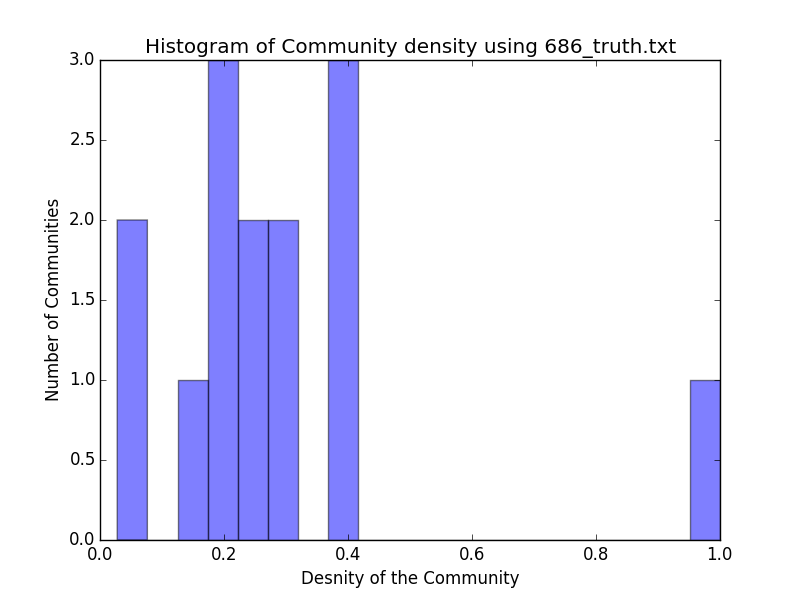 Histogram of Community density using 686_truth.txt
3.0
2.5
2.0
1.5
1.0
0.5
0.0
Number of Communities
0.0 0.2 0.4 0.6 0.8 1.0
Desnity of the Community